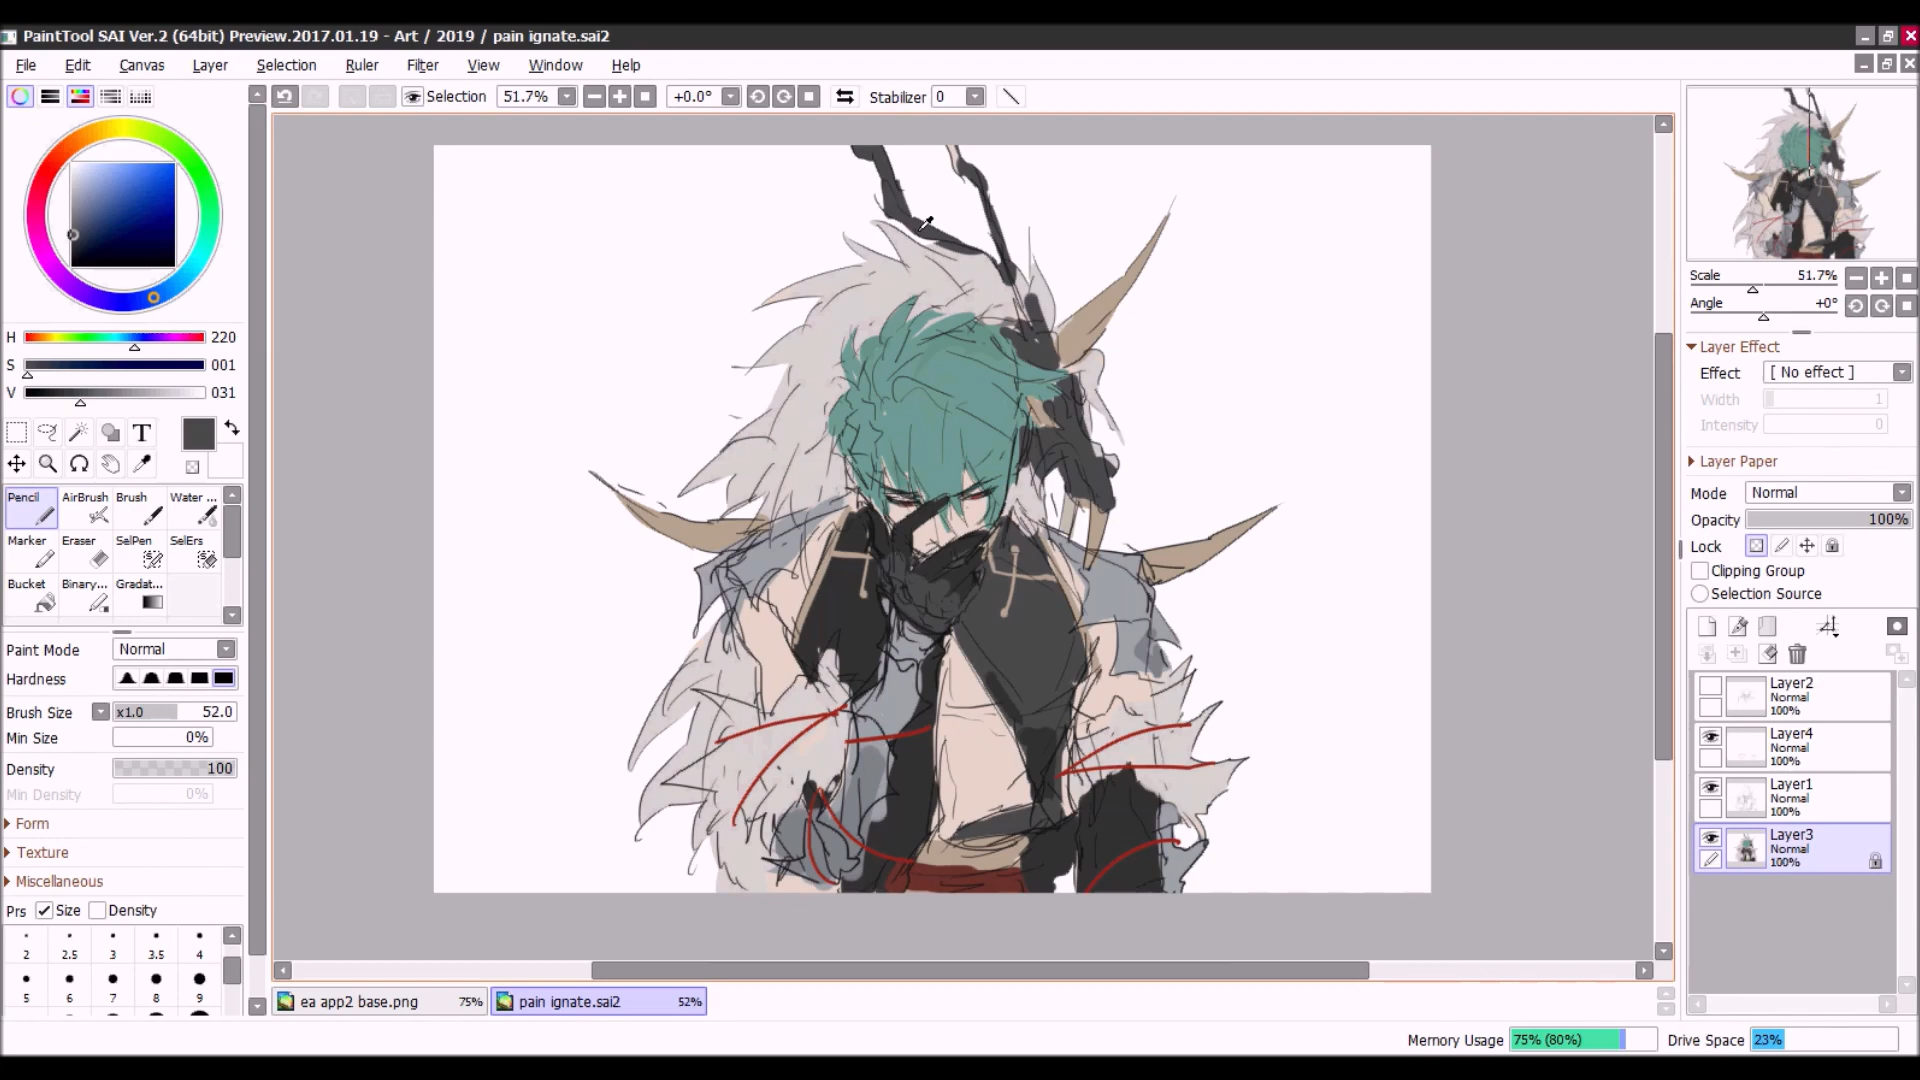 PaintTool SAI Ver.2 (64bit) Preview.2017.01.19 - Art / 2019 / pain ignate.sai2
File Edit Canvas Layer Selection Ruler Filter View Window Help
Selection 51.7% +0.0° Stabilizer 0
H 220
S 001
V 031
T
Pencil AirBrush Brush Water ...
Marker Eraser SelPen SelErs
Bucket Binary... Gradat...
Paint Mode Normal
Hardness
Brush Size x1.0 52.0
Min Size 0%
Density 100
Min Density 0%
Form
Texture
Miscellaneous
Prs Size Density
2 2.5 3 3.5 4
5 6 7 8 9
ea app2 base.png 75% pain ignate.sai2 52%
Scale 51.7%
Angle +0°
Layer Effect
Effect [ No effect ]
Width 1
Intensity 0
Layer Paper
Mode Normal
Opacity 100%
Lock
Clipping Group
Selection Source
Layer2
Normal
100%
Layer4
Normal
100%
Layer1
Normal
100%
Layer3
Normal
100%
Memory Usage 75% (80%) Drive Space 23%